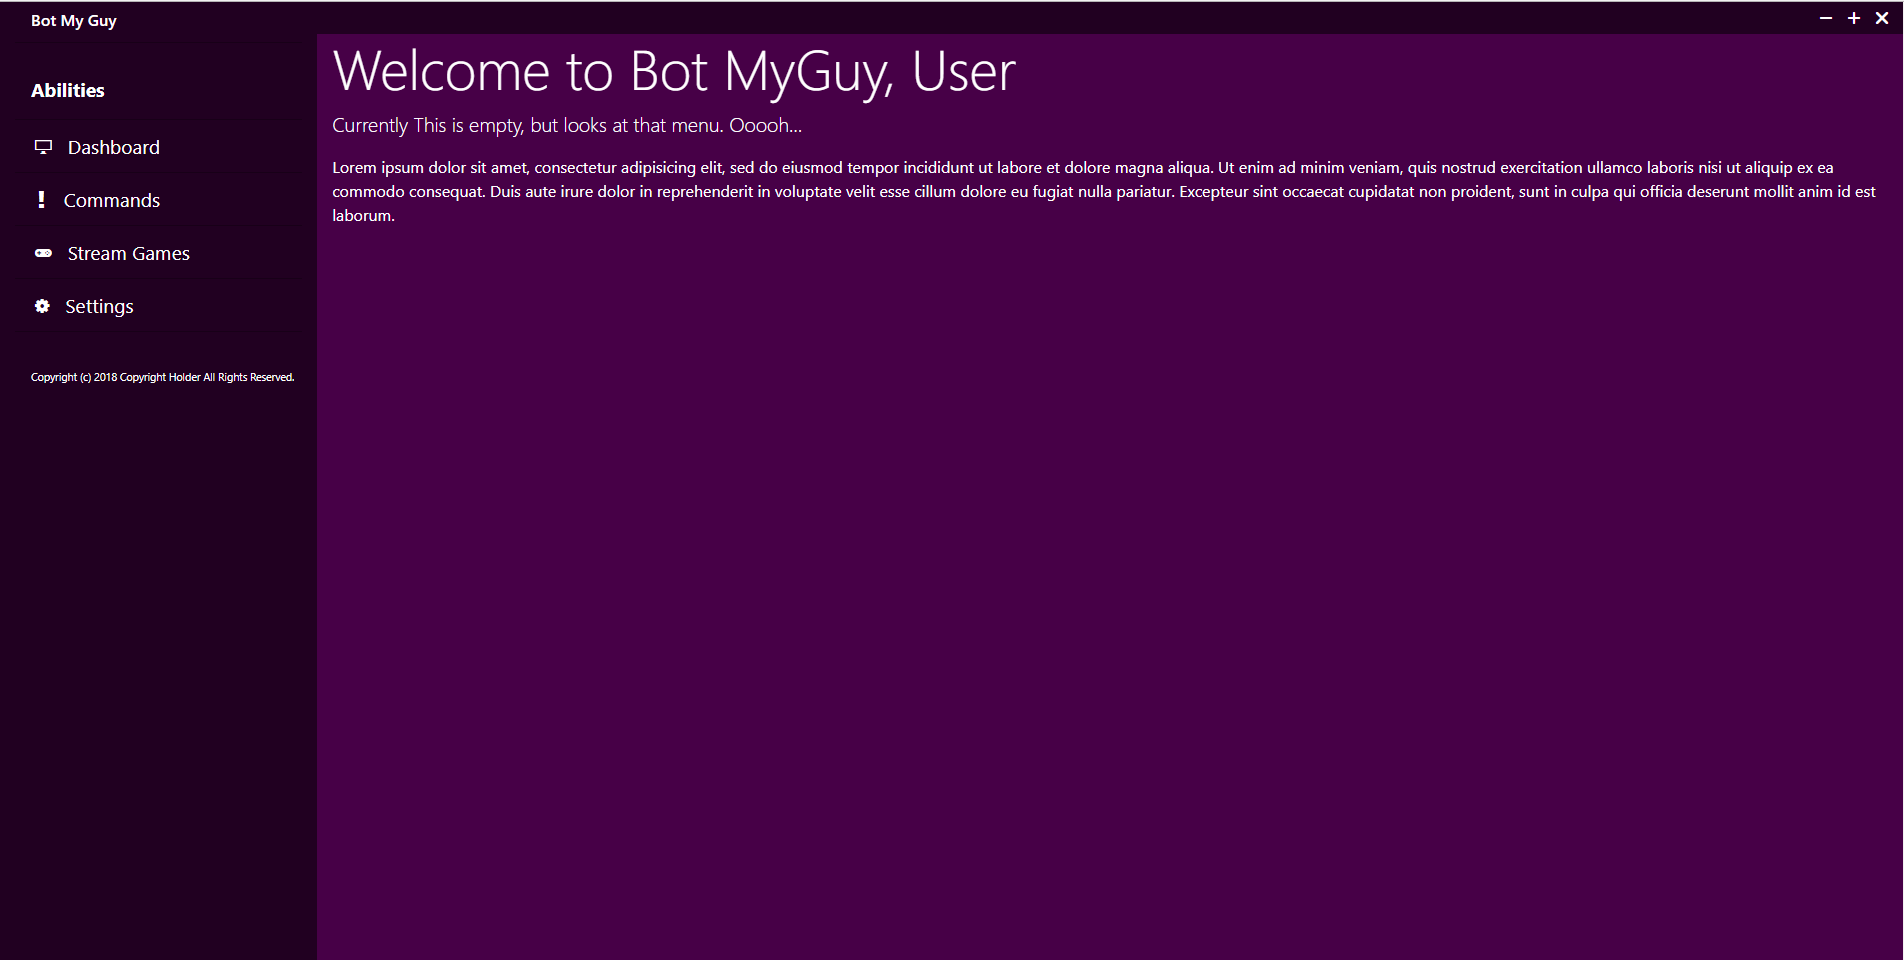 Bot My Guy
Abilities
Dashboard
Commands
Stream Games
Settings
Copyright (c) 2018 Copyright Holder All Rights Reserved.
Welcome to Bot MyGuy, User
Currently This is empty, but looks at that menu. Ooooh...
Lorem ipsum dolor sit amet, consectetur adipisicing elit, sed do eiusmod tempor incididunt ut labore et dolore magna aliqua. Ut enim ad minim veniam, quis nostrud exercitation ullamco laboris nisi ut aliquip ex ea
commodo consequat. Duis aute irure dolor in reprehenderit in voluptate velit esse cillum dolore eu fugiat nulla pariatur. Excepteur sint occaecat cupidatat non proident, sunt in culpa qui officia deserunt mollit anim id est
laborum.